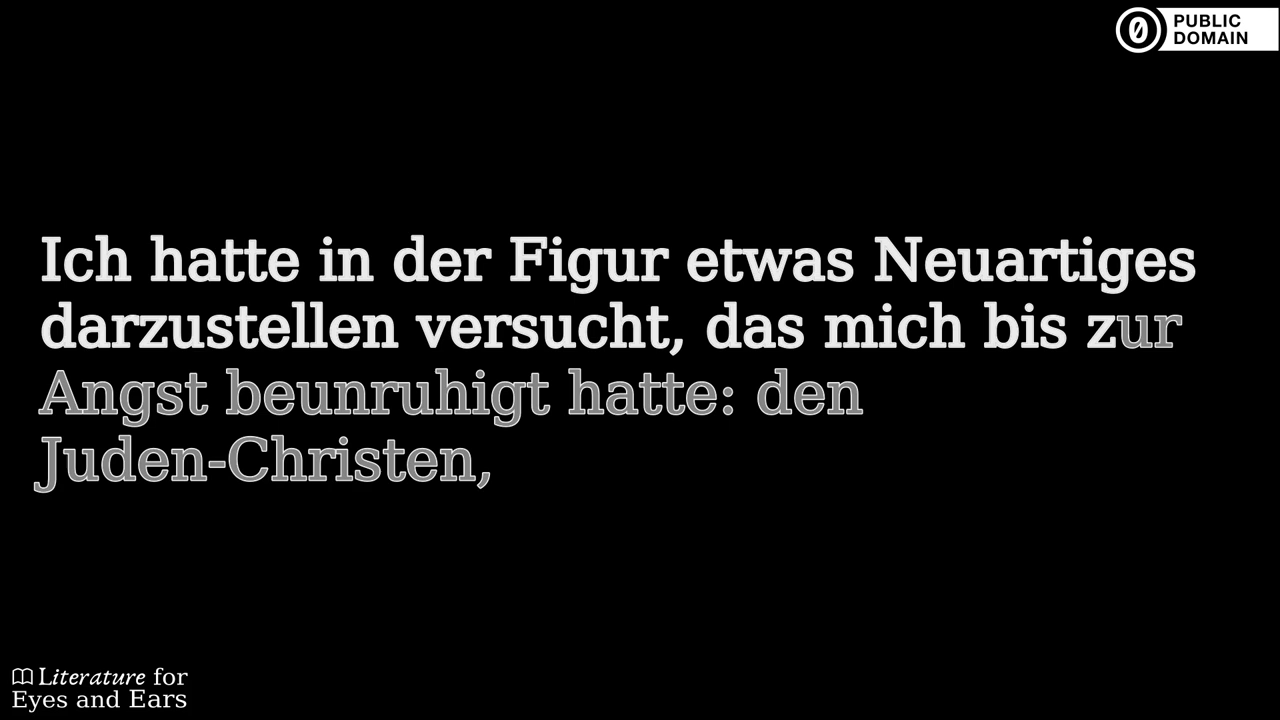 PUBLIC
DOMAIN
Ich hatte in der Figur etwas Neuartiges
darzustellen versucht, das mich bis zur
Angst beunruhigt hatte: den
Juden-Christen,
Literature for
Eyes and Ears